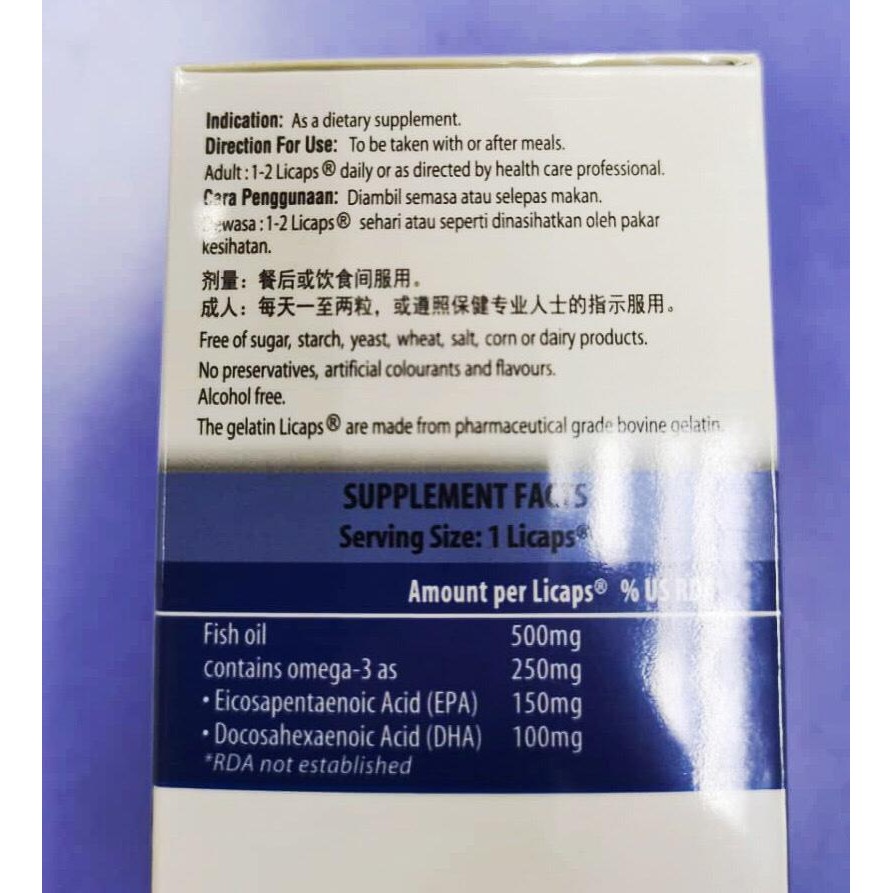 Indication: As a dietary supplement.
Direction For Use: To be taken with or after meals.
Adult : 1-2 Licaps® daily or as directed by health care professional.
Cara Penggunaan: Diambil semasa atau selepas makan.
Dewasa : 1-2 Licaps® sehari atau seperti dinasihatkan oleh pakar
kesihatan.
剂量：餐后或饮食间服用。
成人：每天一至两粒，或遵照保健专业人士的指示服用。
Free of sugar, starch, yeast, wheat, salt, corn or dairy products.
No preservatives, artificial colourants and flavours.
Alcohol free.
The gelatin Licaps® are made from pharmaceutical grade bovine gelatin.
SUPPLEMENT FACTS
Serving Size: 1 Licaps®
Amount per Licaps® % US RDA
Fish oil 500mg
contains omega-3 as 250mg
• Eicosapentaenoic Acid (EPA) 150mg
• Docosahexaenoic Acid (DHA) 100mg
*RDA not established